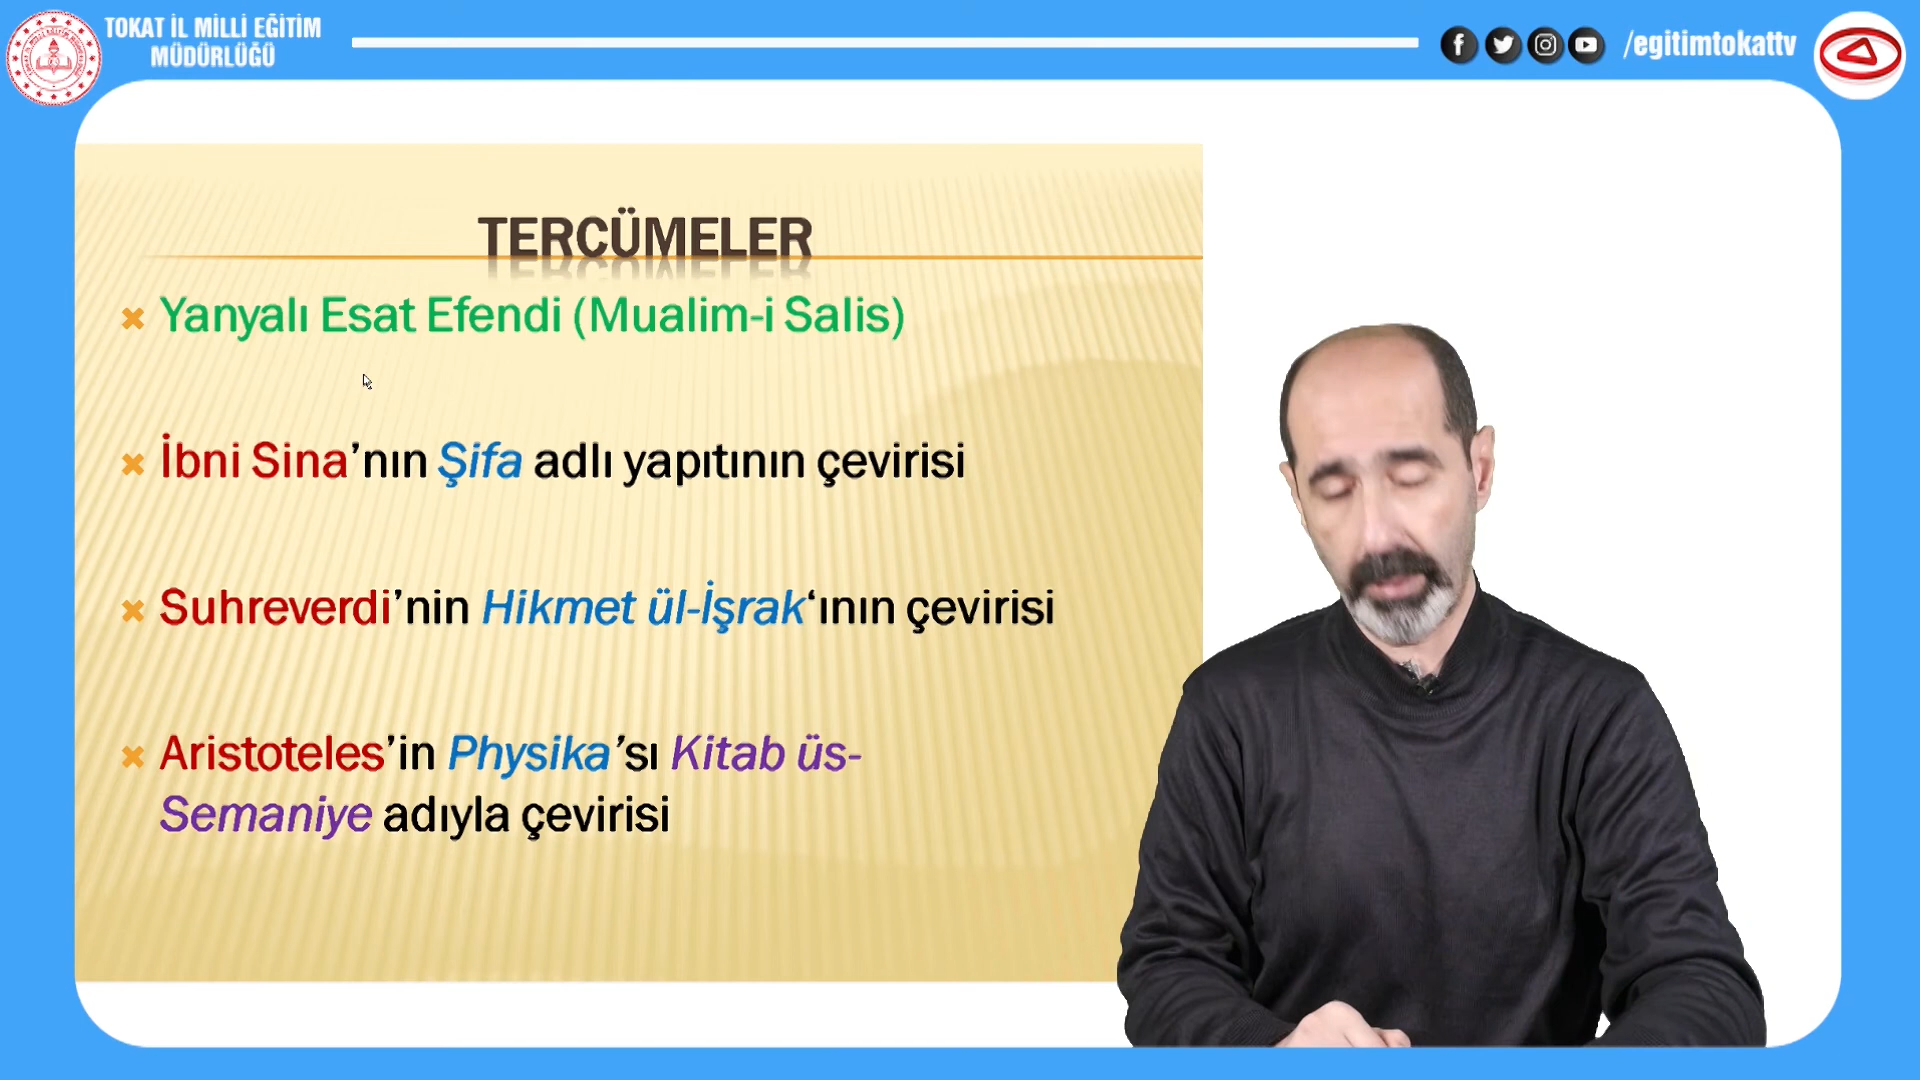 TOKAT İL MİLLİ EĞİTİM
MÜDÜRLÜĞÜ
/egitimtokattv
TERCÜMELER
Yanyalı Esat Efendi (Mualim-i Salis)
İbni Sina’nın Şifa adlı yapıtının çevirisi
Suhreverdi’nin Hikmet ül-İşrak‘ının çevirisi
Aristoteles’in Physika’sı Kitab üs-
Semaniye adıyla çevirisi